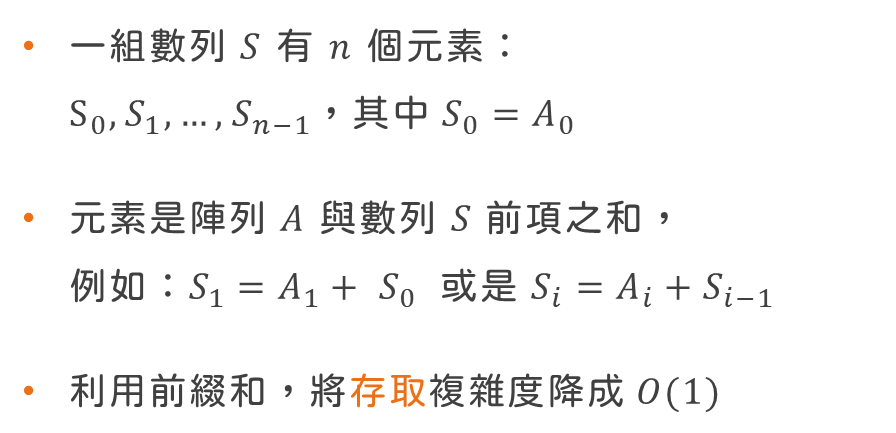 • 一組數列 𝑆 有 𝑛 個元素：
S₀, 𝑆₁, … , 𝑆ₙ₋₁，其中 𝑆₀ = 𝐴₀
• 元素是陣列 𝐴 與數列 𝑆 前項之和，
例如：𝑆₁ = 𝐴₁ + 𝑆₀ 或是 𝑆ᵢ = 𝐴ᵢ + 𝑆ᵢ₋₁
• 利用前綴和，將存取複雜度降成 𝑂(1)